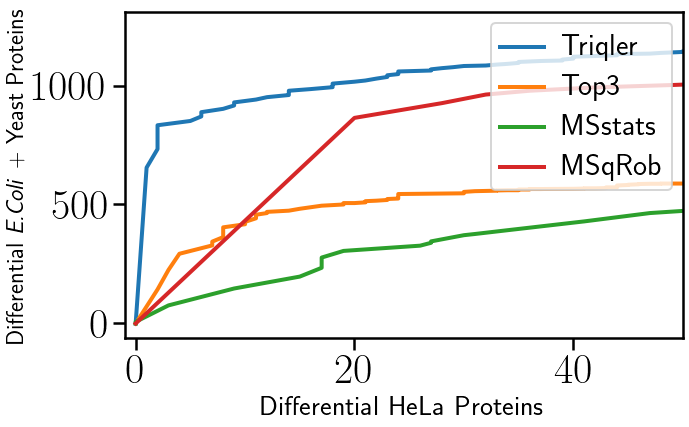 Differential E.Coli + Yeast Proteins
1000
500
0
Triqler
Top3
MSstats
MSqRob
0 20 40
Differential HeLa Proteins